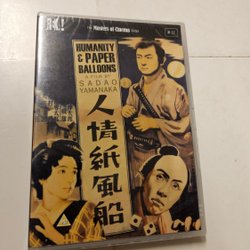 The Masters of Cinema Series
HUMANITY
& PAPER
BALLOONS
A FILM BY
SADAO
YAMANAKA
人情紙風船